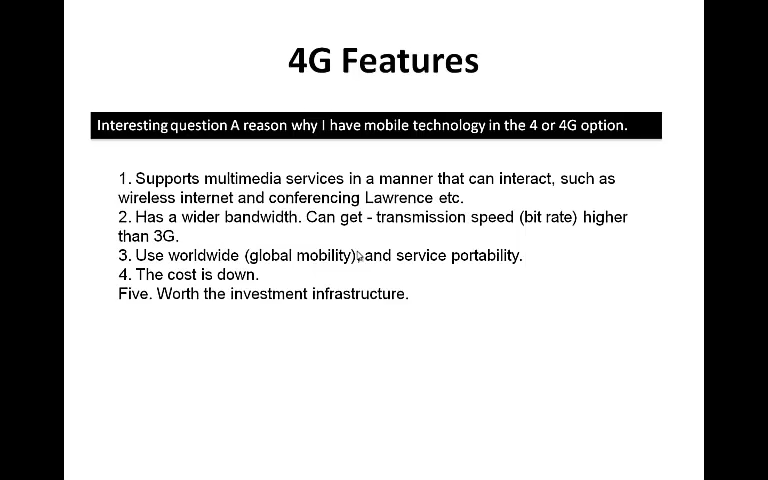 4G Features
Interesting question A reason why I have mobile technology in the 4 or 4G option.
1. Supports multimedia services in a manner that can interact, such as
wireless internet and conferencing Lawrence etc.
2. Has a wider bandwidth. Can get - transmission speed (bit rate) higher
than 3G.
3. Use worldwide (global mobility) and service portability.
4. The cost is down.
Five. Worth the investment infrastructure.